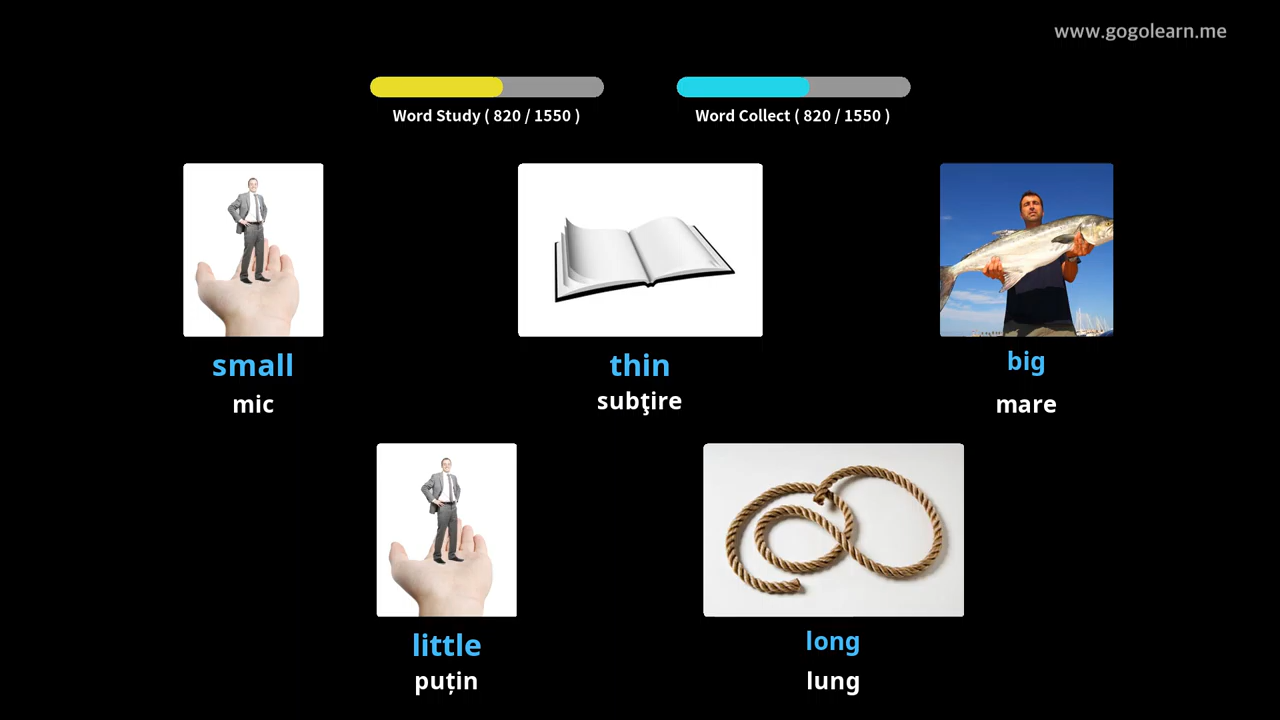 www.gogolearn.me
Word Study ( 820 / 1550 )
Word Collect ( 820 / 1550 )
small
mic
thin
subţire
big
mare
little
puțin
long
lung